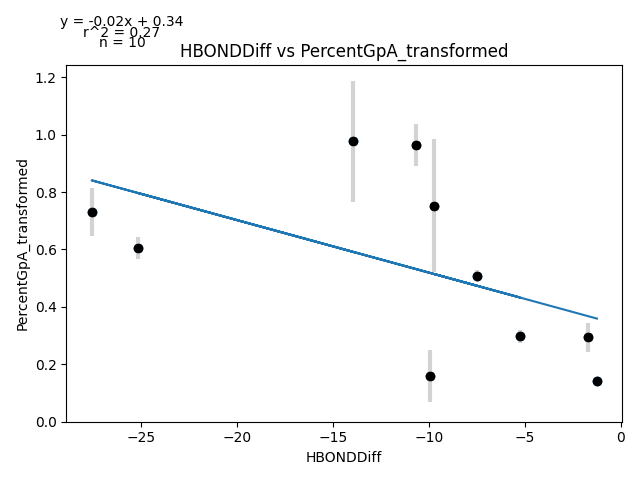 y = -0.02x + 0.34
r^2 = 0.27
n = 10
HBONDDiff vs PercentGpA_transformed
PercentGpA_transformed
1.2
1.0
0.8
0.6
0.4
0.2
0.0
−25
−20
−15
−10
−5
0
HBONDDiff